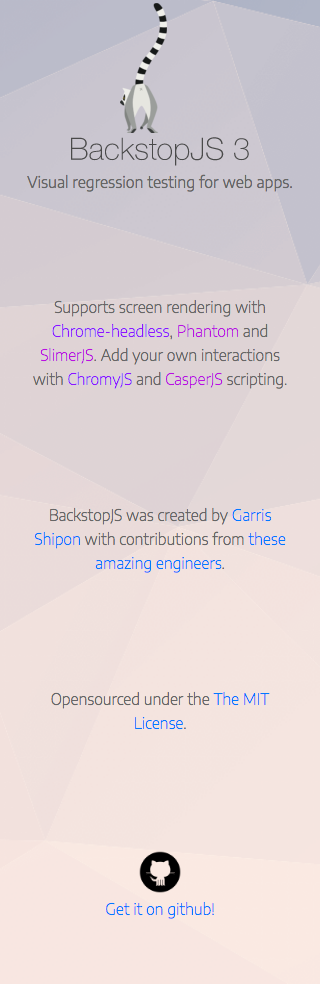 BackstopJS 3
Visual regression testing for web apps.
Supports screen rendering with
Chrome-headless, Phantom and
SlimerJS. Add your own interactions
with ChromyJS and CasperJS scripting.
BackstopJS was created by Garris
Shipon with contributions from these
amazing engineers.
Opensourced under the The MIT
License.
Get it on github!